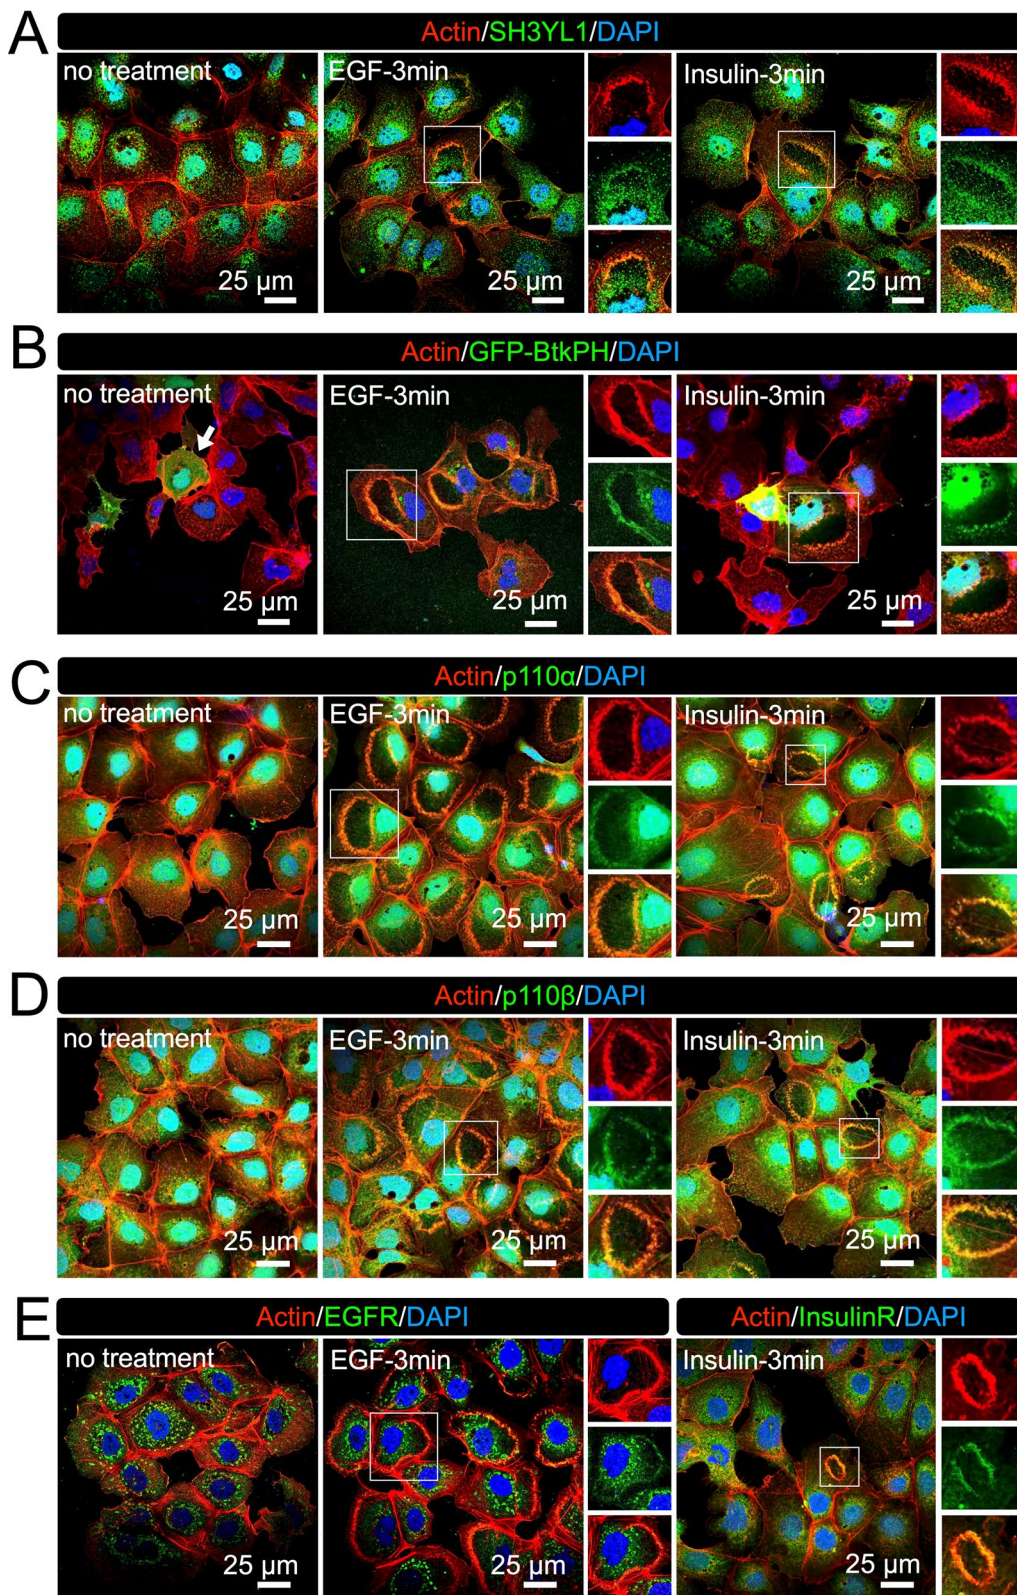 A
Actin/SH3YL1/DAPI
no treatment
EGF-3min
Insulin-3min
25 µm
25 µm
25 µm
B
Actin/GFP-BtkPH/DAPI
no treatment
EGF-3min
Insulin-3min
25 µm
25 µm
25 µm
C
Actin/p110α/DAPI
no treatment
EGF-3min
Insulin-3min
25 µm
25 µm
25 µm
D
Actin/p110β/DAPI
no treatment
EGF-3min
Insulin-3min
25 µm
25 µm
25 µm
E
Actin/EGFR/DAPI
Actin/InsulinR/DAPI
no treatment
EGF-3min
Insulin-3min
25 µm
25 µm
25 µm